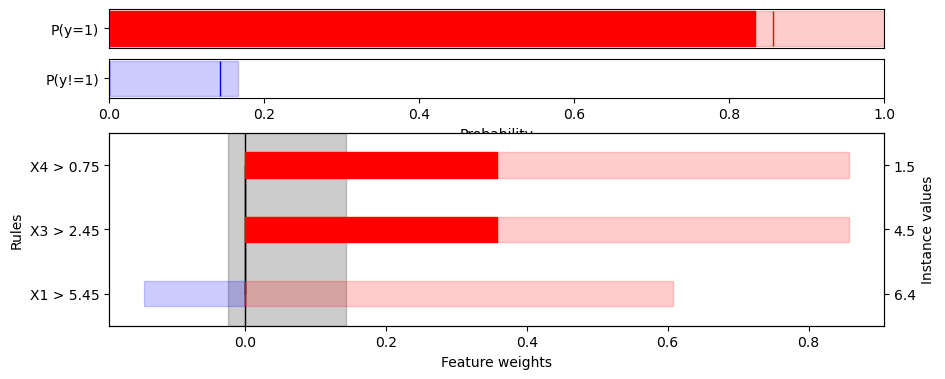 P(y=1)
P(y!=1)
0.0 0.2 0.4 0.6 0.8 1.0
Probability
X4 > 0.75 1.5
X3 > 2.45 4.5
X1 > 5.45 6.4
Rules
Instance values
0.0 0.2 0.4 0.6 0.8
Feature weights